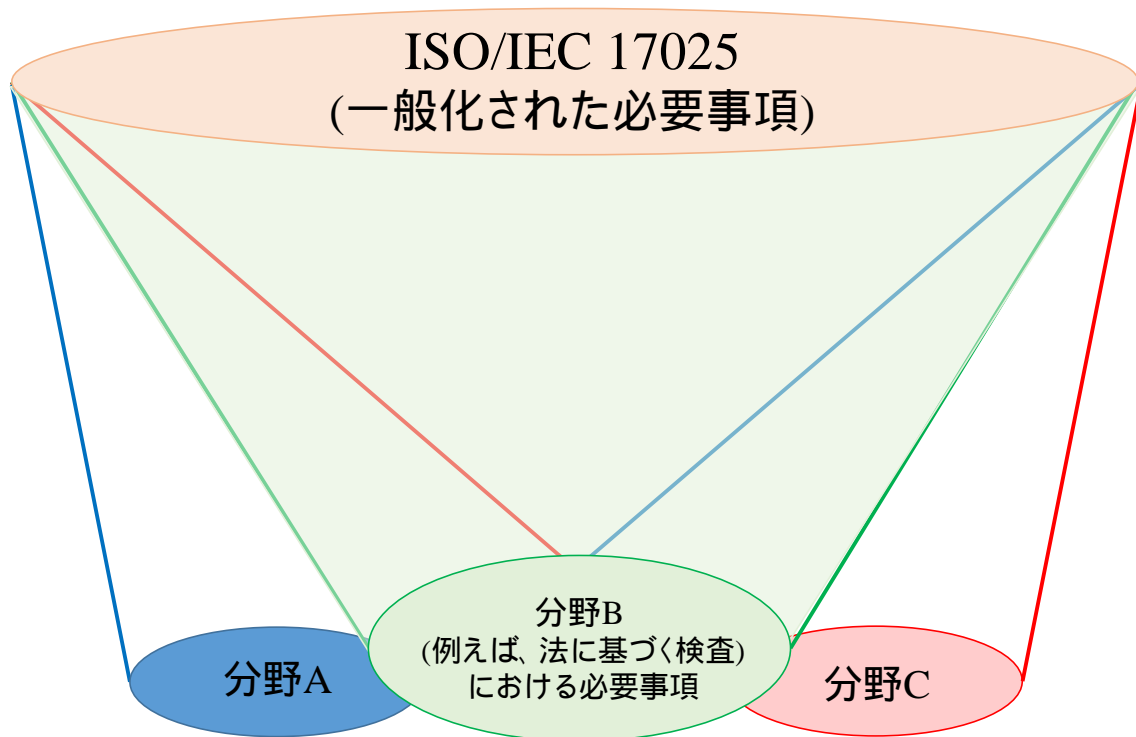 ISO/IEC 17025
(一般化された必要事項)
分野B
(例えば、法に基づく検査)
における必要事項
分野A
分野C